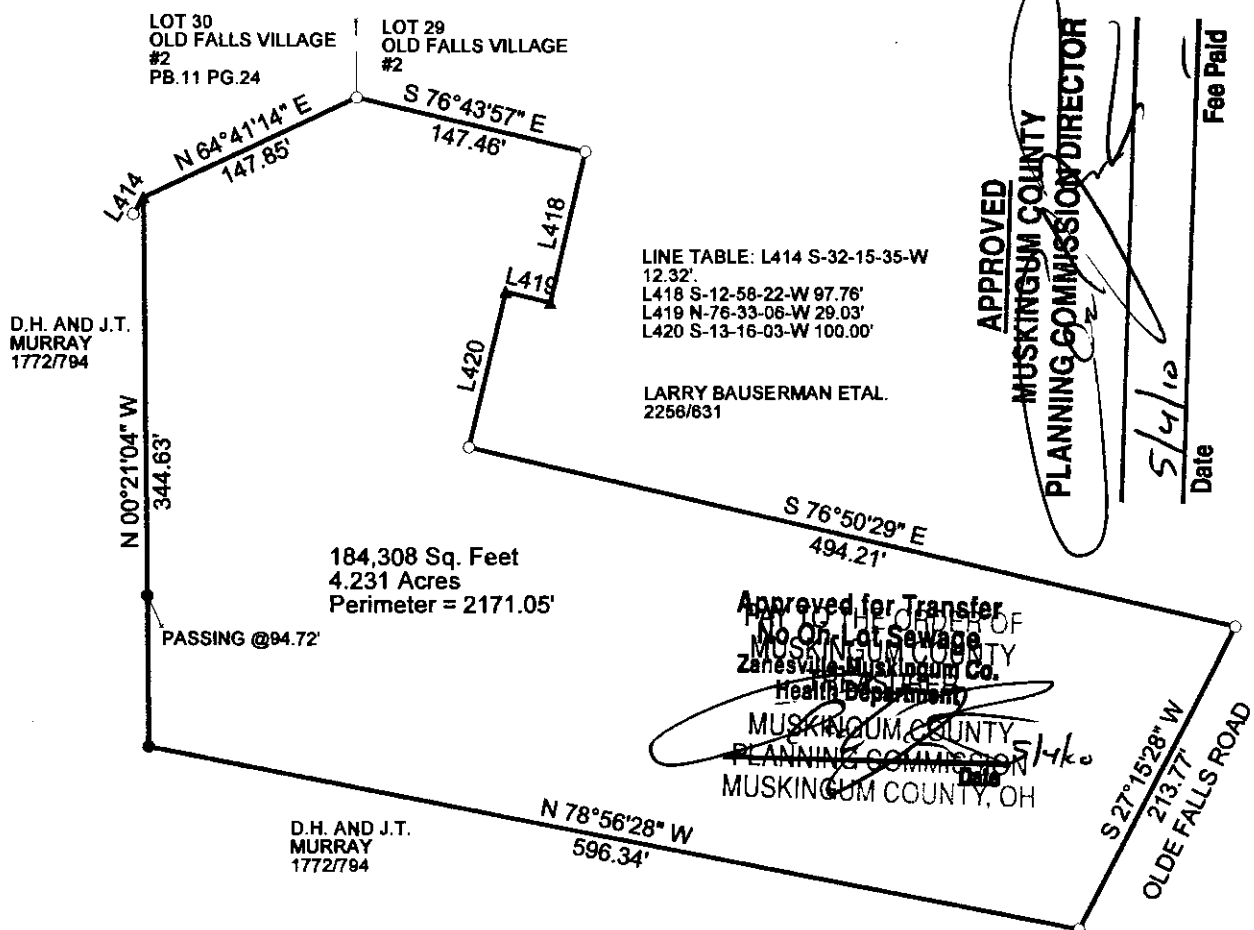 LOT 30
OLD FALLS VILLAGE
#2
PB.11 PG.24
LOT 29
OLD FALLS VILLAGE
#2
N 64°41'14" E
147.85'
S 76°43'57" E
147.46'
L414
L418
L419
L420
LINE TABLE: L414 S-32-15-35-W
12.32'.
L418 S-12-58-22-W 97.76'
L419 N-76-33-06-W 29.03'
L420 S-13-16-03-W 100.00'
LARRY BAUSERMAN ETAL.
2256/631
D.H. AND J.T.
MURRAY
1772/794
N 00°21'04" W
344.63'
184,308 Sq. Feet
4.231 Acres
Perimeter = 2171.05'
PASSING @94.72'
S 76°50'29" E
494.21'
S 27°15'28" W
213.77'
OLDE FALLS ROAD
N 78°56'28" W
596.34'
D.H. AND J.T.
MURRAY
1772/794
APPROVED
MUSKINGUM COUNTY
PLANNING COMMISSION DIRECTOR
5/4/10
Date
Fee Paid
Approved for Transfer
PAY TO THE ORDER OF
No On-Lot Sewage
MUSKINGUM COUNTY
Zanesville-Muskingum Co.
Health Department
MUSKINGUM COUNTY
PLANNING COMMISSION
Date
MUSKINGUM COUNTY, OH